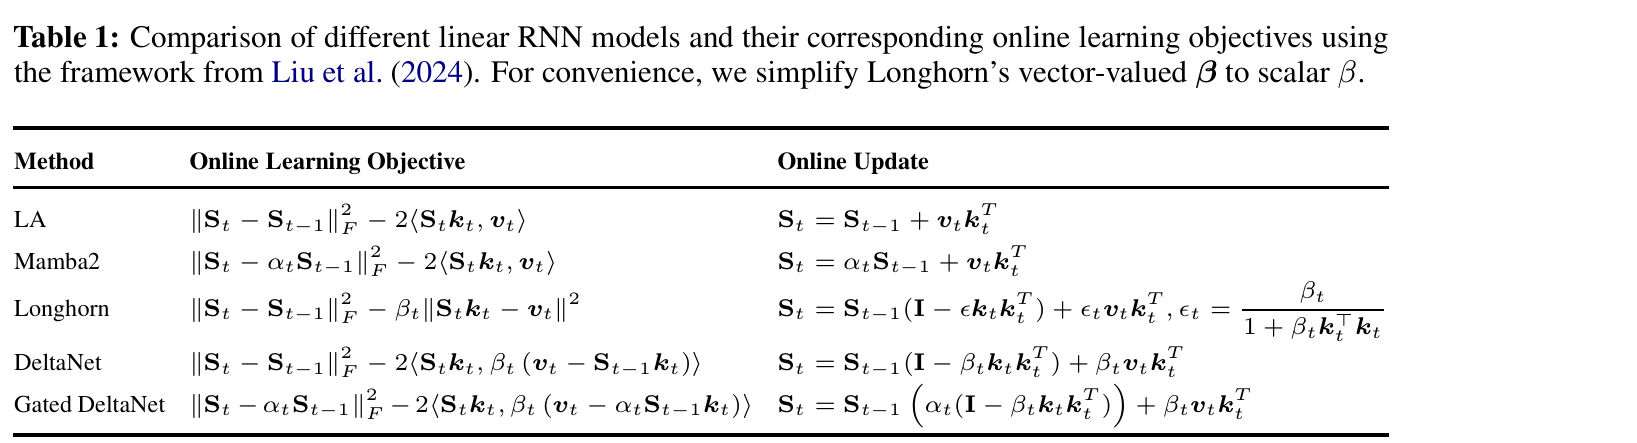 Table 1: Comparison of different linear RNN models and their corresponding online learning objectives using
the framework from Liu et al. (2024). For convenience, we simplify Longhorn's vector-valued β to scalar β.
Method Online Learning Objective Online Update
LA ‖S_t − S_{t−1}‖_F^2 − 2⟨S_t k_t, v_t⟩ S_t = S_{t−1} + v_t k_t^T
Mamba2 ‖S_t − α_t S_{t−1}‖_F^2 − 2⟨S_t k_t, v_t⟩ S_t = α_t S_{t−1} + v_t k_t^T
Longhorn ‖S_t − S_{t−1}‖_F^2 − β_t‖S_t k_t − v_t‖^2 S_t = S_{t−1}(I − ϵk_t k_t^T) + ϵ_t v_t k_t^T, ϵ_t = \frac{β_t}{1 + β_t k_t^⊤ k_t}
DeltaNet ‖S_t − S_{t−1}‖_F^2 − 2⟨S_t k_t, β_t (v_t − S_{t−1} k_t)⟩ S_t = S_{t−1}(I − β_t k_t k_t^T) + β_t v_t k_t^T
Gated DeltaNet ‖S_t − α_t S_{t−1}‖_F^2 − 2⟨S_t k_t, β_t (v_t − α_t S_{t−1} k_t)⟩ S_t = S_{t−1} (α_t(I − β_t k_t k_t^T)) + β_t v_t k_t^T